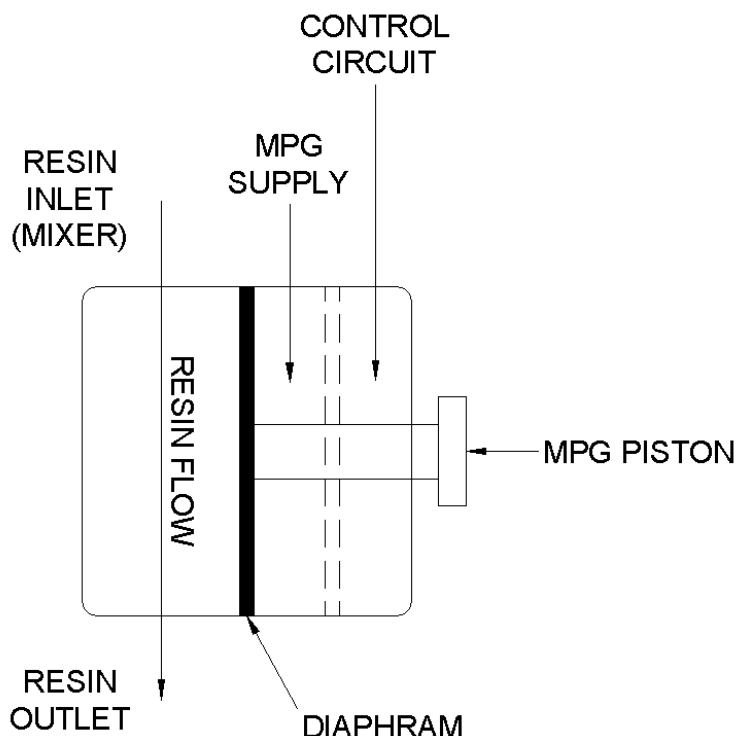 CONTROL
CIRCUIT
MPG
SUPPLY
RESIN
INLET
(MIXER)
RESIN FLOW
MPG PISTON
RESIN
OUTLET
DIAPHRAM